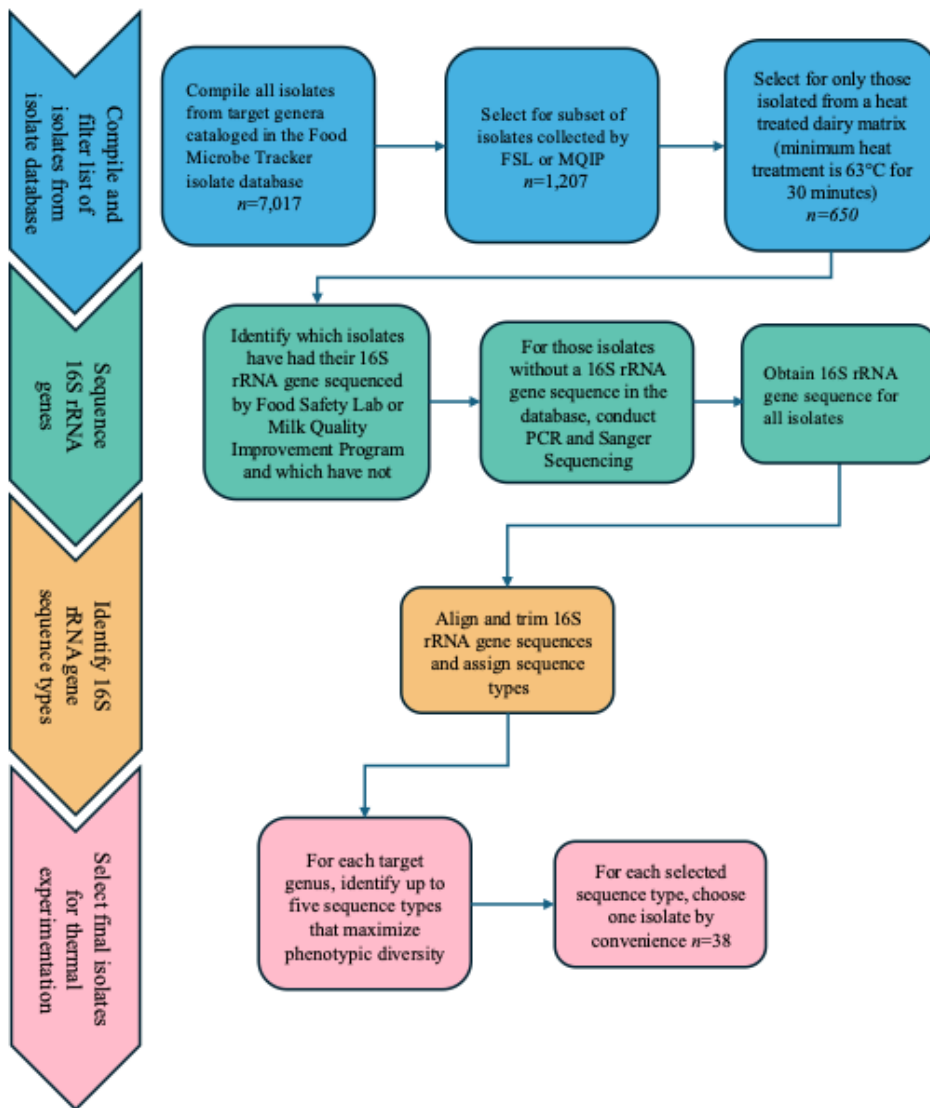 Compile and
filter list of
isolates from
isolate database
Compile all isolates
from target genera
cataloged in the Food
Microbe Tracker
isolate database
n=7,017
Select for subset of
isolates collected by
FSL or MQIP
n=1,207
Select for only those
isolated from a heat
treated dairy matrix
(minimum heat
treatment is 63°C for
30 minutes)
n=650
Sequence
16S rRNA
genes
Identify which isolates
have had their 16S
rRNA gene sequenced
by Food Safety Lab or
Milk Quality
Improvement Program
and which have not
For those isolates
without a 16S rRNA
gene sequence in the
database, conduct
PCR and Sanger
Sequencing
Obtain 16S rRNA
gene sequence for
all isolates
Identify 16S
rRNA gene
sequence types
Align and trim 16S
rRNA gene sequences
and assign sequence
types
Select final isolates
for thermal
experimentation
For each target
genus, identify up to
five sequence types
that maximize
phenotypic diversity
For each selected
sequence type, choose
one isolate by
convenience n=38